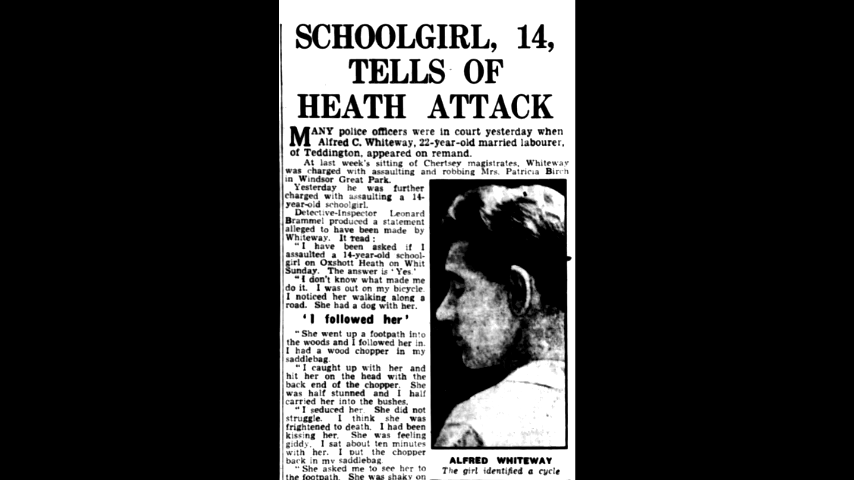 SCHOOLGIRL, 14,
TELLS OF
HEATH ATTACK
MANY police officers were in court yesterday when
Alfred C. Whiteway, 22-year-old married labourer,
of Teddington, appeared on remand.
At last week's sitting of Chertsey magistrates, Whiteway
was charged with assaulting and robbing Mrs. Patricia Birch
in Windsor Great Park.
Yesterday he was further
charged with assaulting a 14-
year-old schoolgirl.
Detective-Inspector Leonard
Brammel produced a statement
alleged to have been made by
Whiteway. It read :
"I have been asked if I
assaulted a 14-year-old school-
girl on Oxshott Heath on Whit
Sunday. The answer is 'Yes.'
"I don't know what made me
do it. I was out on my bicycle.
I noticed her walking along a
road. She had a dog with her.
'I followed her'
"She went up a footpath into
the woods and I followed her in.
I had a wood chopper in my
saddlebag.
"I caught up with her and
hit her on the head with the
back end of the chopper. She
was half stunned and I half
carried her into the bushes.
"I seduced her. She did not
struggle. I think she was
frightened to death. I had been
kissing her. She was feeling
giddy. I sat about ten minutes
with her. I put the chopper
back in my saddlebag.
"She asked me to see her to
the footpath. She was shaky on
ALFRED WHITEWAY
The girl identified a cycle